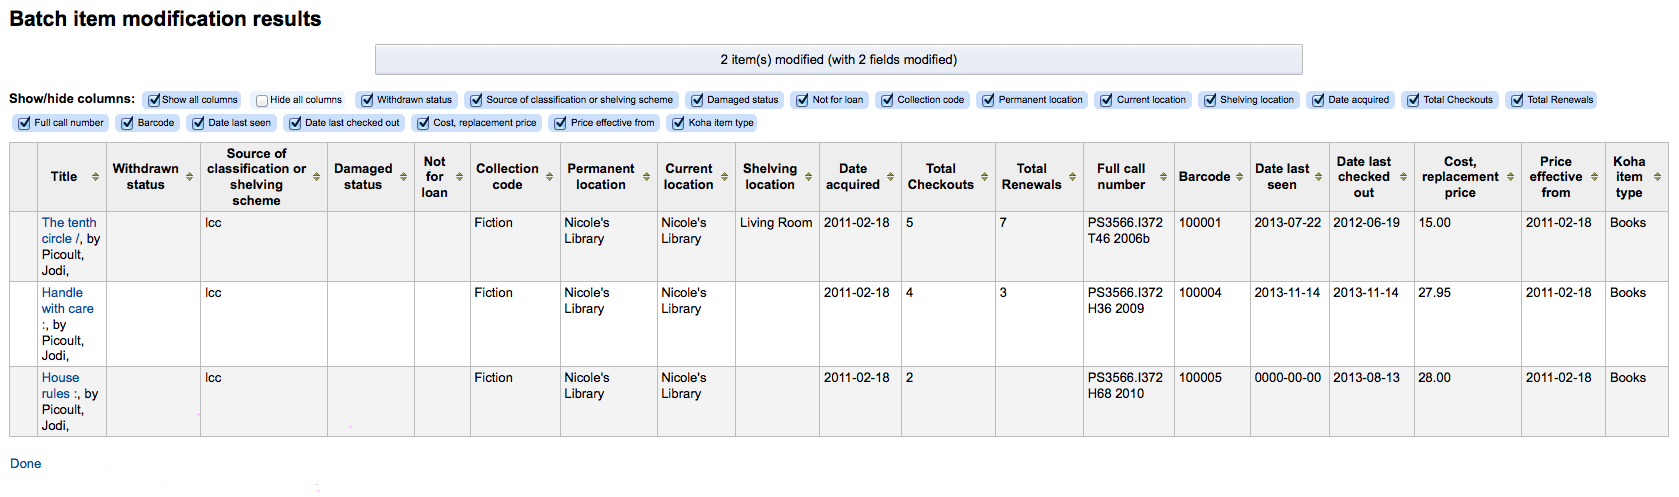 Batch item modification results
2 item(s) modified (with 2 fields modified)
Show/hide columns: Show all columns Hide all columns Withdrawn status Source of classification or shelving scheme Damaged status Not for loan Collection code Permanent location Current location Shelving location Date acquired Total Checkouts Total Renewals
Full call number Barcode Date last seen Date last checked out Cost, replacement price Price effective from Koha item type
Title Withdrawn status Source of classification or shelving scheme Damaged status Not for loan Collection code Permanent location Current location Shelving location Date acquired Total Checkouts Total Renewals Full call number Barcode Date last seen Date last checked out Cost, replacement price Price effective from Koha item type
The tenth circle /, by Picoult, Jodi, lcc Fiction Nicole's Library Nicole's Library Living Room 2011-02-18 5 7 PS3566.I372 T46 2006b 100001 2013-07-22 2012-06-19 15.00 2011-02-18 Books
Handle with care :, by Picoult, Jodi, lcc Fiction Nicole's Library Nicole's Library 2011-02-18 4 3 PS3566.I372 H36 2009 100004 2013-11-14 2013-11-14 27.95 2011-02-18 Books
House rules :, by Picoult, Jodi, lcc Fiction Nicole's Library Nicole's Library 2011-02-18 2 PS3566.I372 H68 2010 100005 0000-00-00 2013-08-13 28.00 2011-02-18 Books
Done